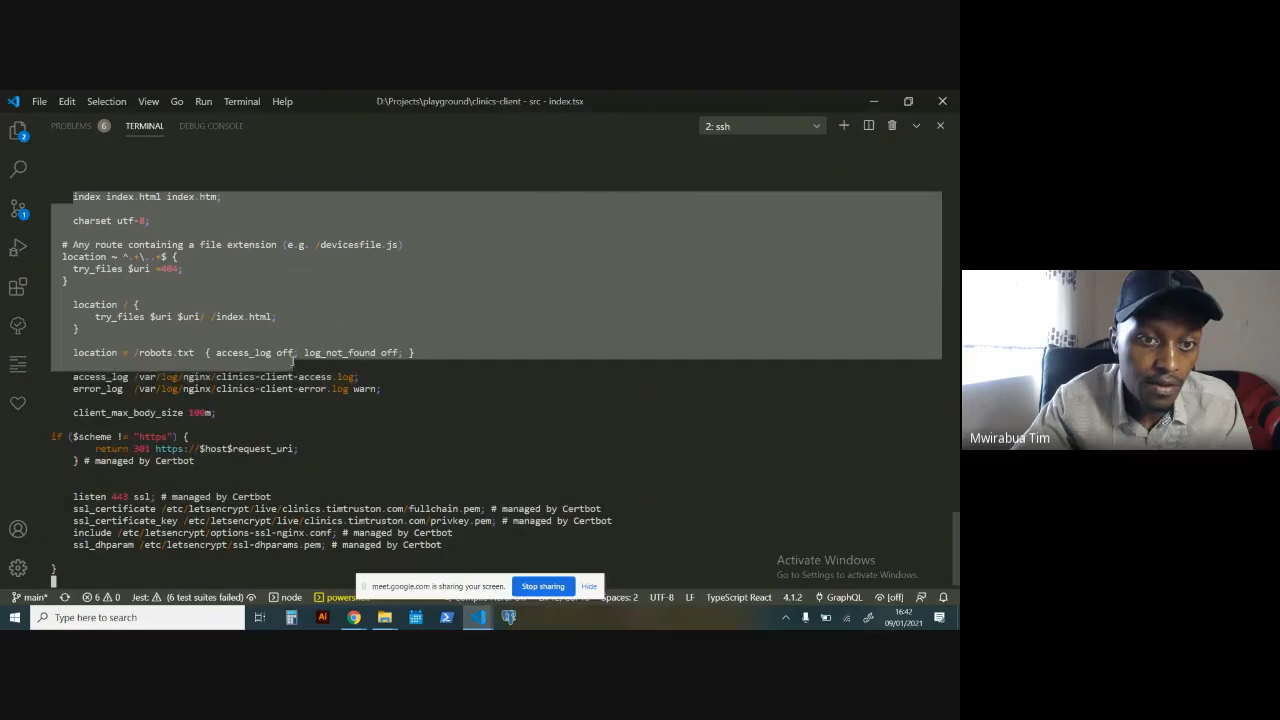 File Edit Selection View Go Run Terminal Help D:\Projects\playground\clinics-client - src - index.tsx
PROBLEMS 6 TERMINAL DEBUG CONSOLE 2: ssh
index index.html index.htm;
charset utf-8;
# Any route containing a file extension (e.g. /devicesfile.js)
location ~ ^.+\..+$ {
try_files $uri =404;
}
location / {
try_files $uri $uri/ /index.html;
}
location = /robots.txt { access_log off; log_not_found off; }
access_log /var/log/nginx/clinics-client-access.log;
error_log /var/log/nginx/clinics-client-error.log warn;
client_max_body_size 100m;
if ($scheme != "https") {
return 301 https://$host$request_uri;
} # managed by Certbot
listen 443 ssl; # managed by Certbot
ssl_certificate /etc/letsencrypt/live/clinics.timtruston.com/fullchain.pem; # managed by Certbot
ssl_certificate_key /etc/letsencrypt/live/clinics.timtruston.com/privkey.pem; # managed by Certbot
include /etc/letsencrypt/options-ssl-nginx.conf; # managed by Certbot
ssl_dhparam /etc/letsencrypt/ssl-dhparams.pem; # managed by Certbot
}
Activate Windows
Go to Settings to activate Windows.
meet.google.com is sharing your screen. Stop sharing Hide
main* 6 0 Jest: (6 test suites failed) node Spaces: 2 UTF-8 LF TypeScript React 4.1.2 GraphQL [off]
Type here to search
16:42
09/01/2021
2
1
Mwirabua Tim